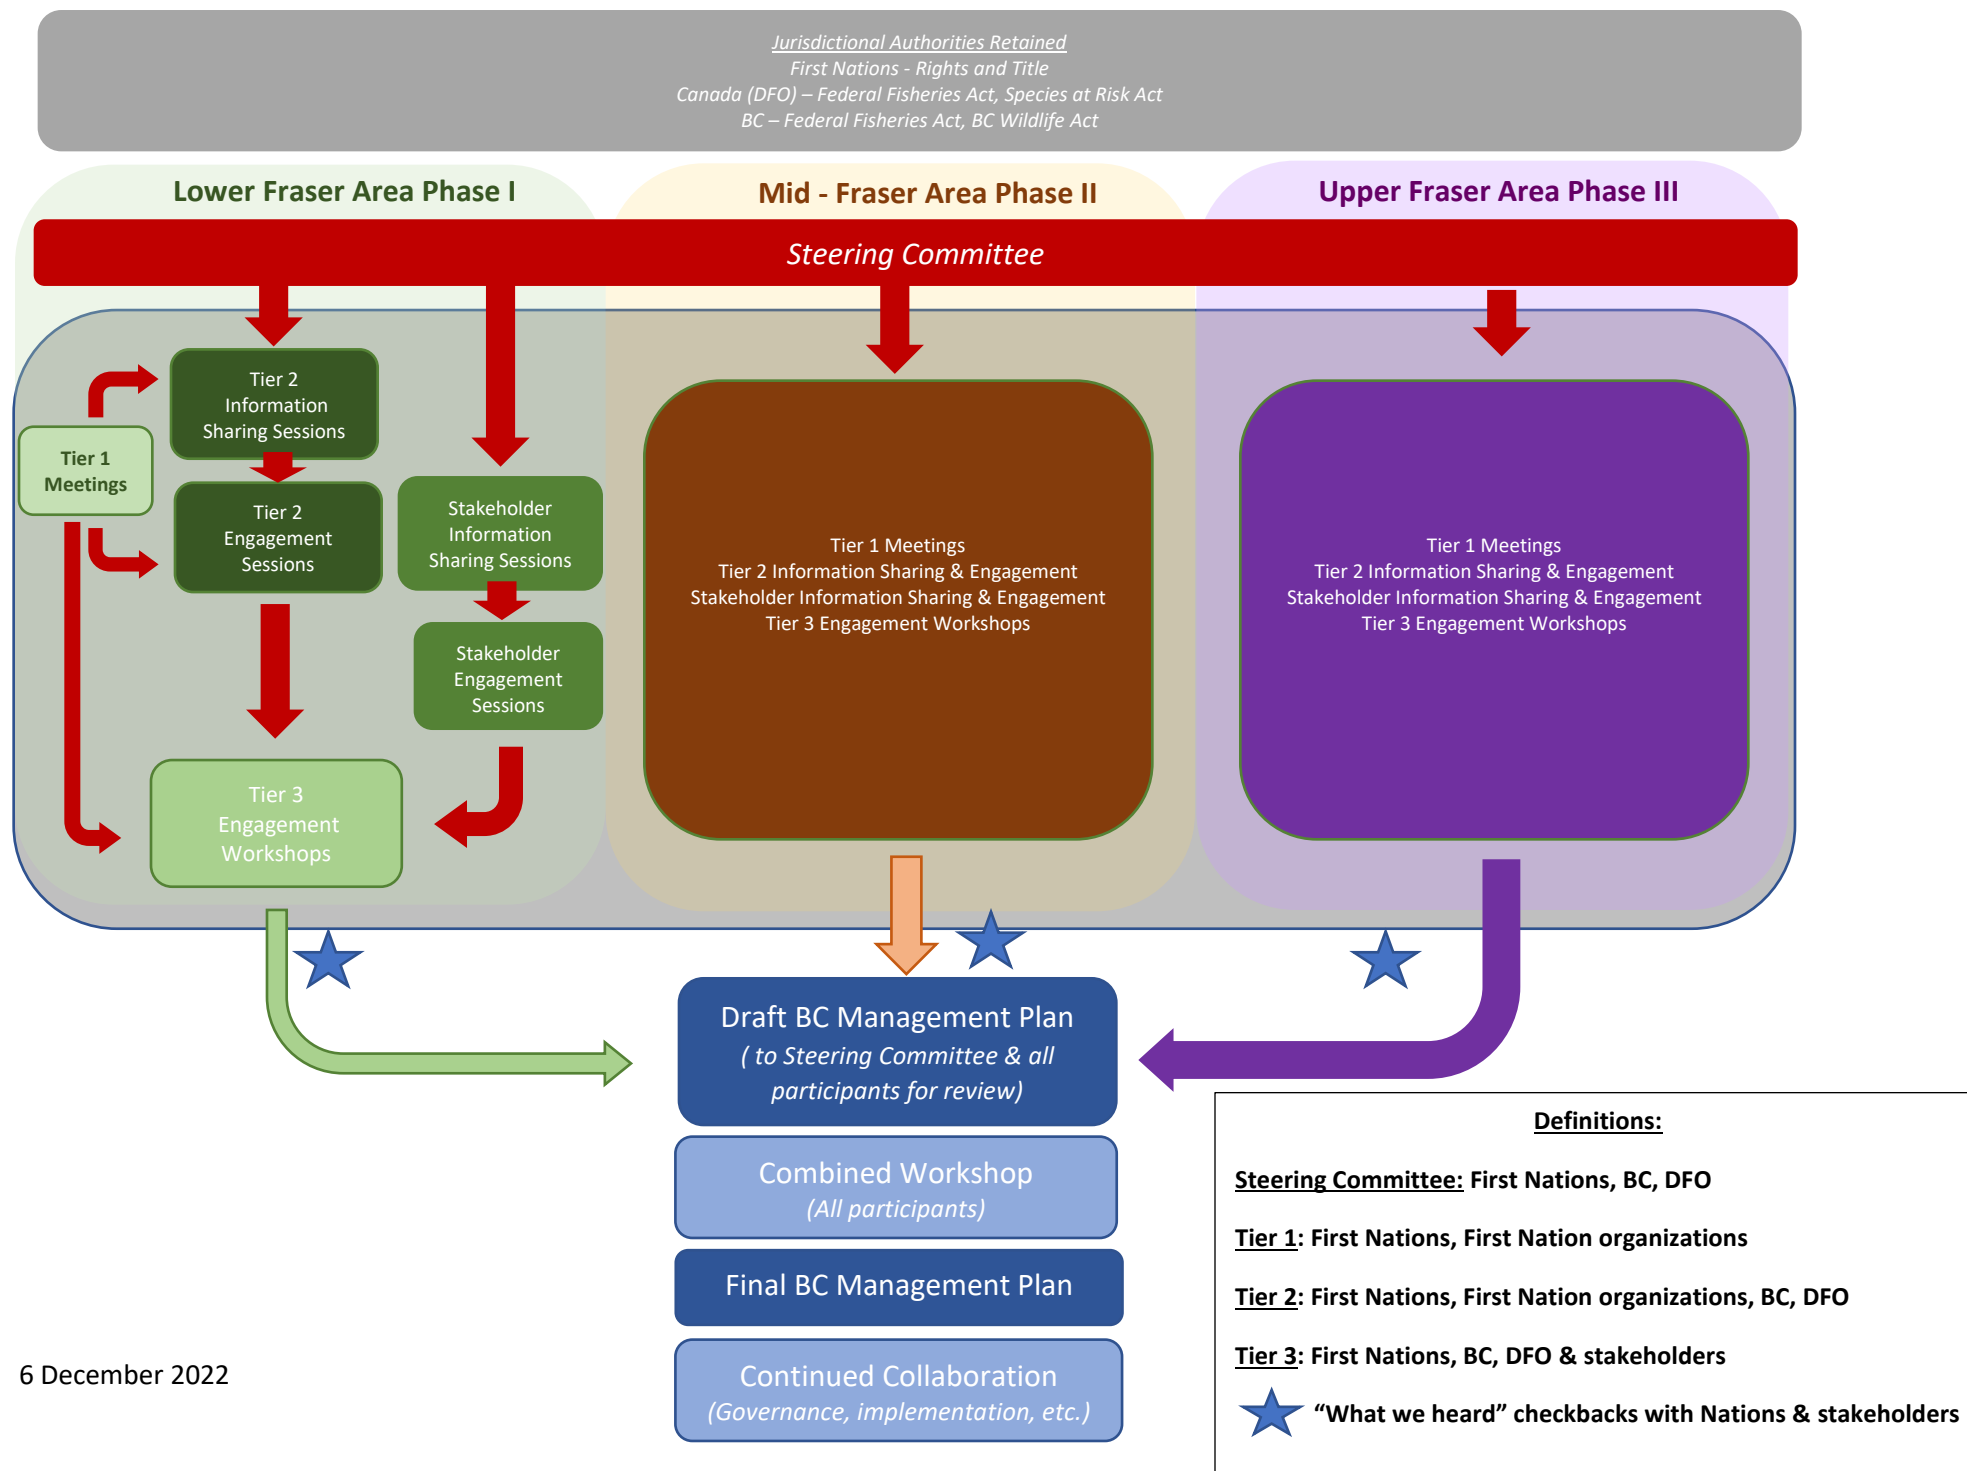 Jurisdictional Authorities Retained
First Nations - Rights and Title
Canada (DFO) – Federal Fisheries Act, Species at Risk Act
BC – Federal Fisheries Act, BC Wildlife Act
Lower Fraser Area Phase I
Mid - Fraser Area Phase II
Upper Fraser Area Phase III
Steering Committee
Tier 1
Meetings
Tier 2
Information
Sharing Sessions
Tier 2
Engagement
Sessions
Stakeholder
Information
Sharing Sessions
Stakeholder
Engagement
Sessions
Tier 3
Engagement
Workshops
Tier 1 Meetings
Tier 2 Information Sharing & Engagement
Stakeholder Information Sharing & Engagement
Tier 3 Engagement Workshops
Tier 1 Meetings
Tier 2 Information Sharing & Engagement
Stakeholder Information Sharing & Engagement
Tier 3 Engagement Workshops
Draft BC Management Plan
( to Steering Committee & all
participants for review)
Combined Workshop
(All participants)
Final BC Management Plan
Continued Collaboration
(Governance, implementation, etc.)
Definitions:
Steering Committee: First Nations, BC, DFO
Tier 1: First Nations, First Nation organizations
Tier 2: First Nations, First Nation organizations, BC, DFO
Tier 3: First Nations, BC, DFO & stakeholders
“What we heard” checkbacks with Nations & stakeholders
6 December 2022